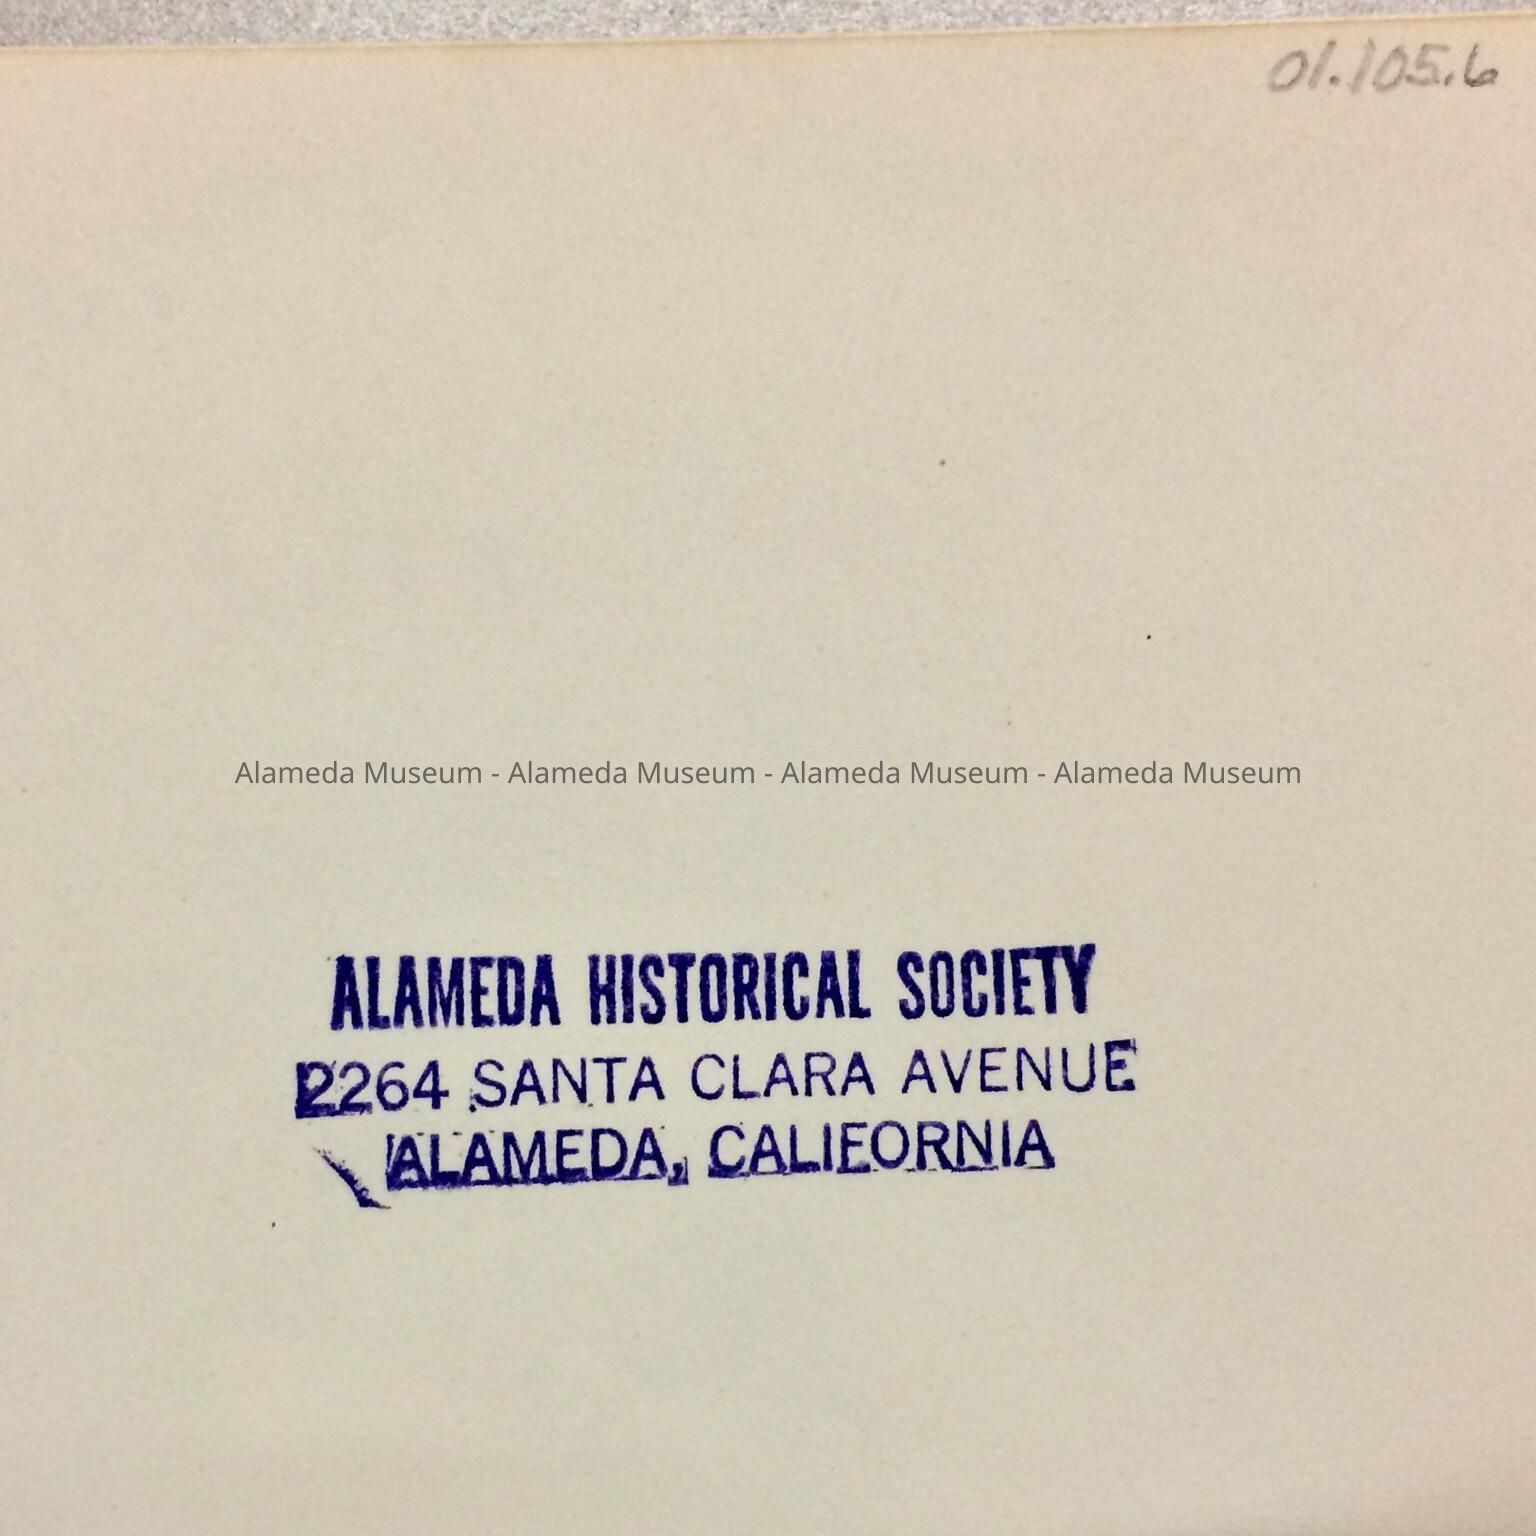 01.105.6
Alameda Museum - Alameda Museum - Alameda Museum - Alameda Museum
ALAMEDA HISTORICAL SOCIETY
2264 SANTA CLARA AVENUE
ALAMEDA, CALIFORNIA